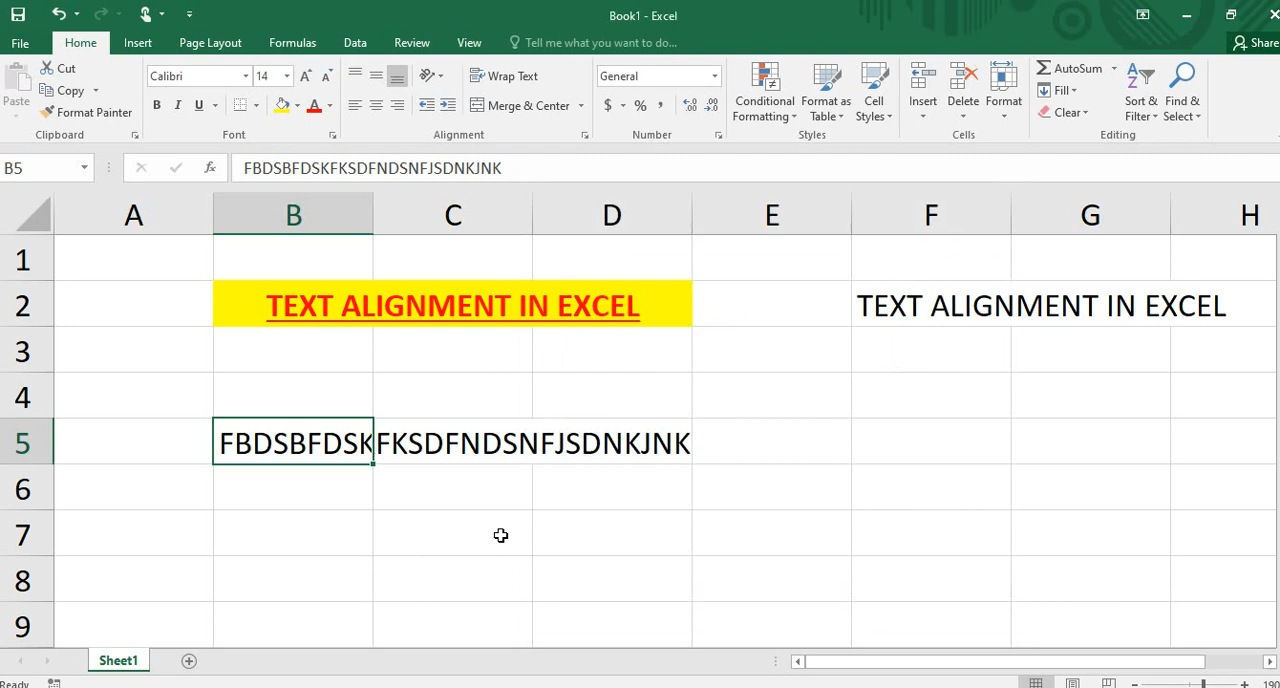 Book1 - Excel
File Home Insert Page Layout Formulas Data Review View Tell me what you want to do... Share
Paste Cut Copy Format Painter Clipboard
Calibri 14 A A B I U A Font
Wrap Text Merge & Center Alignment
General $ % , Number
Conditional Formatting Format as Table Cell Styles Styles
Insert Delete Format Cells
AutoSum Fill Clear Sort & Filter Find & Select Editing
B5 fx FBDSBFDSKFKSDFNDSNFJSDNKJNK
A B C D E F G H
1
2 TEXT ALIGNMENT IN EXCEL TEXT ALIGNMENT IN EXCEL
3
4
5 FBDSBFDSKFKSDFNDSNFJSDNKJNK
6
7
8
9
Sheet1
Ready 190